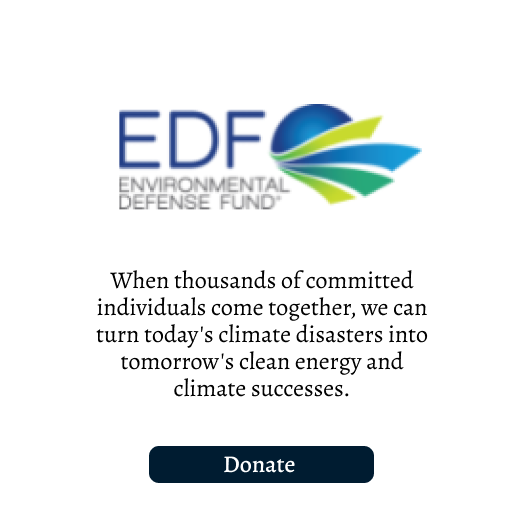 EDF
ENVIRONMENTAL
DEFENSE FUND
When thousands of committed
individuals come together, we can
turn today's climate disasters into
tomorrow's clean energy and
climate successes.
Donate